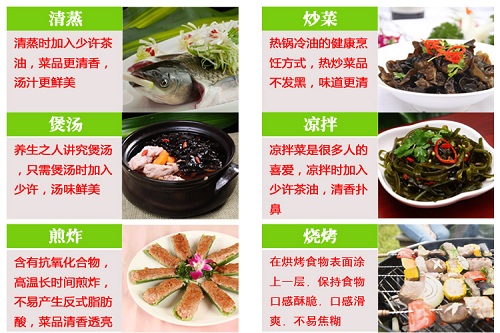 清蒸
清蒸时加入少许茶
油，菜品更清香，
汤汁更鲜美
炒菜
热锅冷油的健康烹
饪方式，热炒菜品
不发黑，味道更清
煲汤
养生之人讲究煲汤
，只需煲汤时加入
少许，汤味鲜美
凉拌
凉拌菜是很多人的
喜爱，凉拌时加入
少许茶油，清香扑
鼻
煎炸
含有抗氧化合物，
高温长时间煎炸，
不易产生反式脂肪
酸，菜品清香透亮
烧烤
在烘烤食物表面涂
上一层，保持食物
口感酥脆，口感滑
爽，不易焦糊